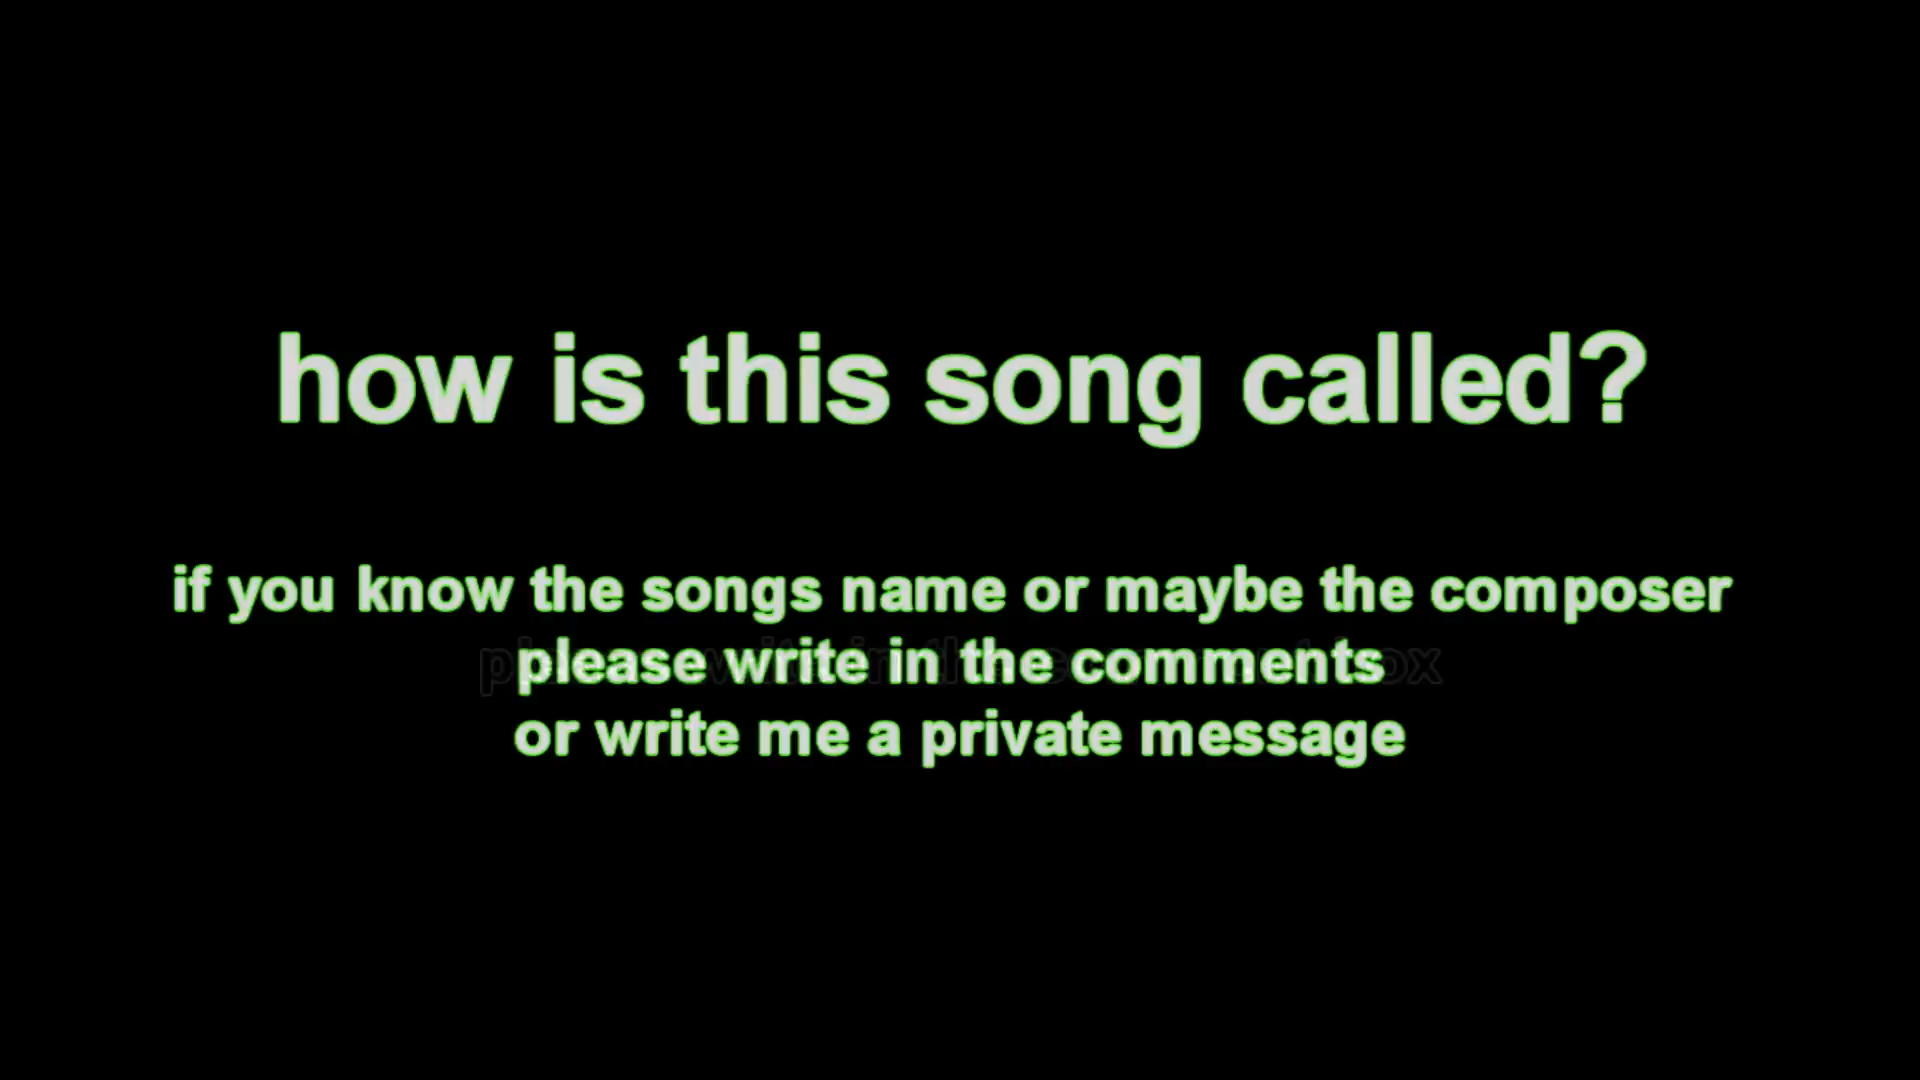 how is this song called?
if you know the songs name or maybe the composer
please write in the comments
or write me a private message